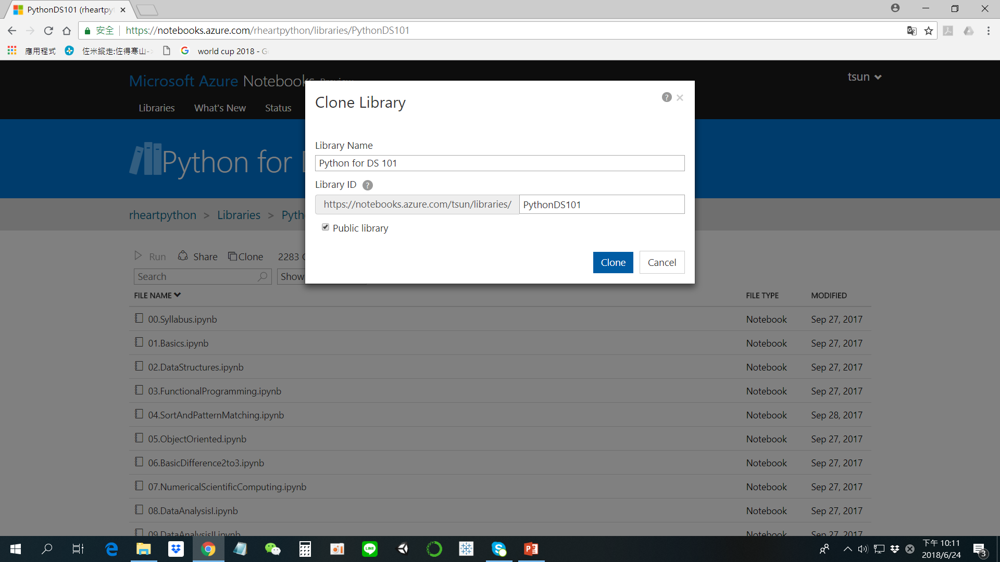 PythonDS101 (rheartpy
安全 https://notebooks.azure.com/rheartpython/libraries/PythonDS101
應用程式 佐米縱走:佐得寒山-> world cup 2018 - G
Microsoft Azure Notebooks Preview
tsun
Libraries What's New Status
Python for
rheartpython > Libraries > Pyth
Run Share Clone 2283
Search Show
Clone Library
Library Name
Python for DS 101
Library ID ?
https://notebooks.azure.com/tsun/libraries/ PythonDS101
Public library
Clone Cancel
FILE NAME FILE TYPE MODIFIED
00.Syllabus.ipynb Notebook Sep 27, 2017
01.Basics.ipynb Notebook Sep 27, 2017
02.DataStructures.ipynb Notebook Sep 27, 2017
03.FunctionalProgramming.ipynb Notebook Sep 27, 2017
04.SortAndPatternMatching.ipynb Notebook Sep 28, 2017
05.ObjectOriented.ipynb Notebook Sep 27, 2017
06.BasicDifference2to3.ipynb Notebook Sep 27, 2017
07.NumericalScientificComputing.ipynb Notebook Sep 27, 2017
08.DataAnalysisI.ipynb Notebook Sep 27, 2017
09.DataAnalysisII.ipynb Notebook Sep 27, 2017
下午 10:11
2018/6/24
3